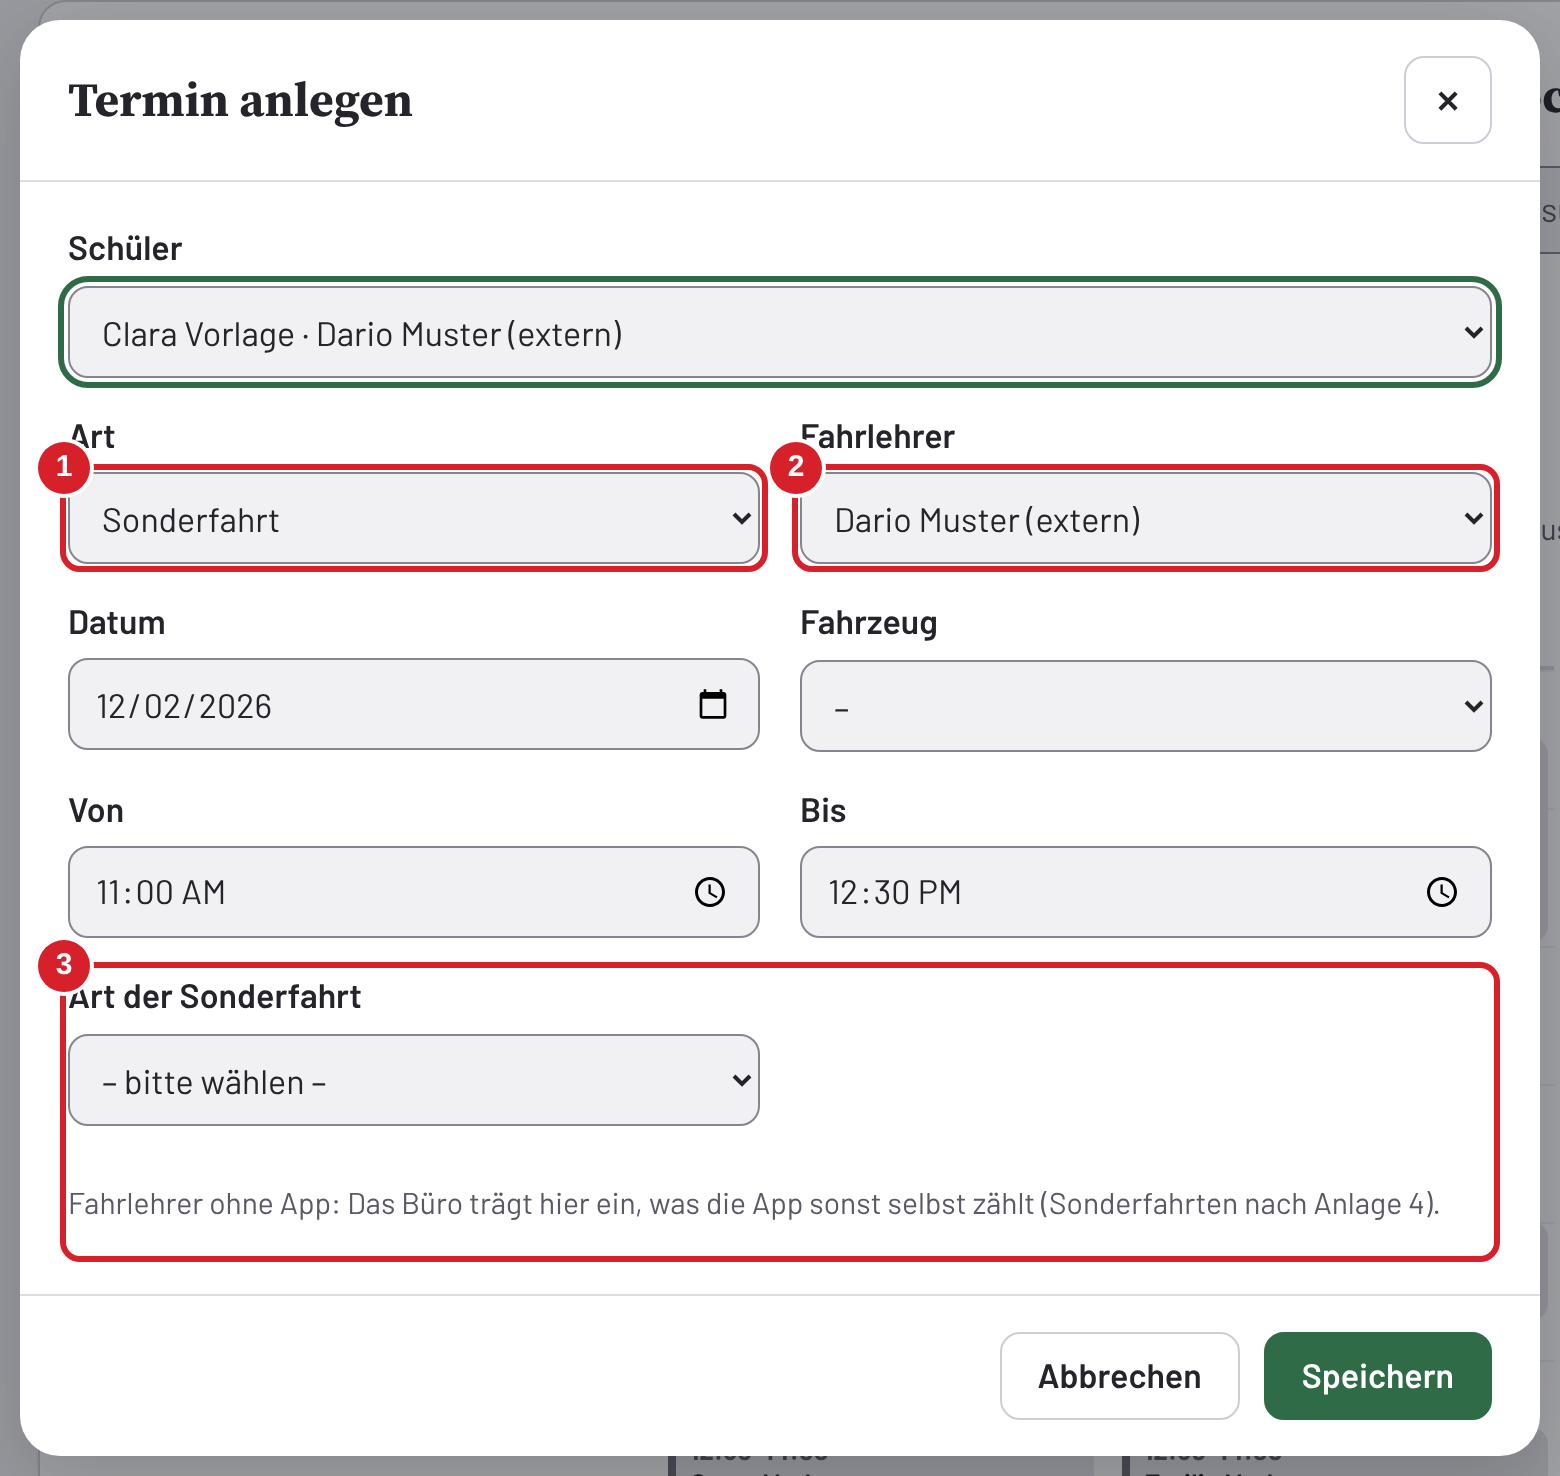 Termin anlegen
Schüler
Clara Vorlage · Dario Muster (extern)
Art
Fahrlehrer
1
2
Sonderfahrt
Dario Muster (extern)
Datum
Fahrzeug
12/02/2026
–
Von
Bis
11:00 AM
12:30 PM
3
Art der Sonderfahrt
– bitte wählen –
Fahrlehrer ohne App: Das Büro trägt hier ein, was die App sonst selbst zählt (Sonderfahrten nach Anlage 4).
Abbrechen
Speichern